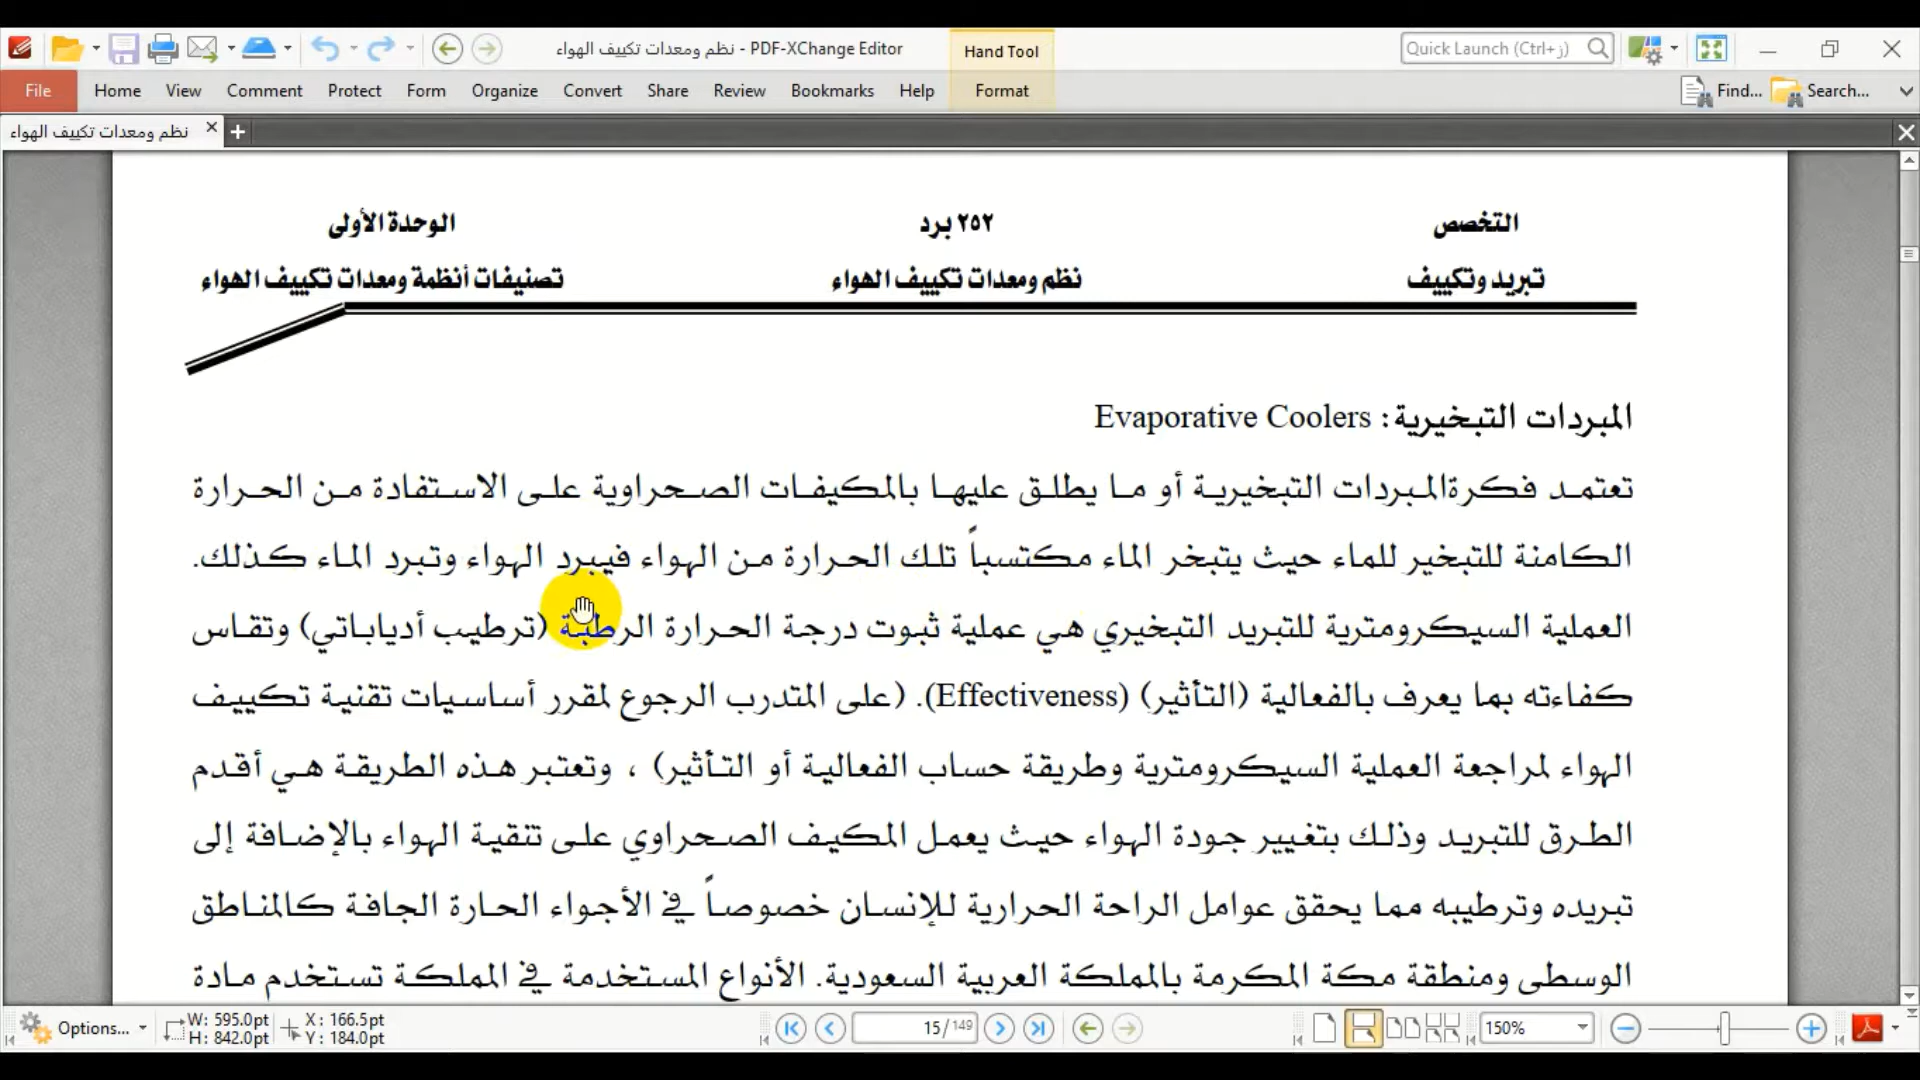 نظم ومعدات تكييف الهواء - PDF-XChange Editor
Hand Tool
Quick Launch (Ctrl+ز)
File Home View Comment Protect Form Organize Convert Share Review Bookmarks Help Format Find... Search...
نظم ومعدات تكييف الهواء
التخصص ٢٥٢ برد الوحدة الأولى
تبريد وتكييف نظم ومعدات تكييف الهواء تصنيفات أنظمة ومعدات تكييف الهواء
المبردات التبخيرية: Evaporative Coolers
تعتمد فكرةالمبردات التبخيرية أو ما يطلق عليها بالمكيفات الصحراوية على الاستفادة من الحرارة
الكامنة للتبخير للماء حيث يتبخر الماء مكتسباً تلك الحرارة من الهواء فيبرد الهواء وتبرد الماء كذلك.
العملية السيكرومترية للتبريد التبخيري هي عملية ثبوت درجة الحرارة الرطبة (ترطيب أدياباتي) وتقاس
كفاءته بما يعرف بالفعالية (التأثير) (Effectiveness). (على المتدرب الرجوع لمقرر أساسيات تقنية تكييف
الهواء لمراجعة العملية السيكرومترية وطريقة حساب الفعالية أو التأثير) ، وتعتبر هذه الطريقة هي أقدم
الطرق للتبريد وذلك بتغيير جودة الهواء حيث يعمل المكيف الصحراوي على تنقية الهواء بالإضافة إلى
تبريده وترطيبه مما يحقق عوامل الراحة الحرارية للإنسان خصوصاً في الأجواء الحارة الجافة كالمناطق
الوسطى ومنطقة مكة المكرمة بالمملكة العربية السعودية. الأنواع المستخدمة في المملكة تستخدم مادة
Options... W: 595.0pt X: 166.5pt 15 / 149 150%
H: 842.0pt Y: 184.0pt